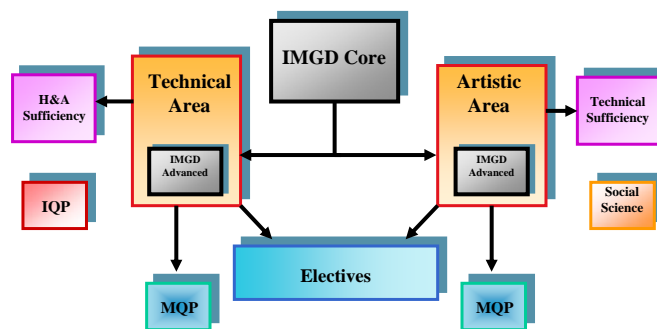 IMGD Core
Technical
Area
Artistic
Area
H&A
Sufficiency
Technical
Sufficiency
IMGD
Advanced
IMGD
Advanced
IQP
Social
Science
Electives
MQP
MQP